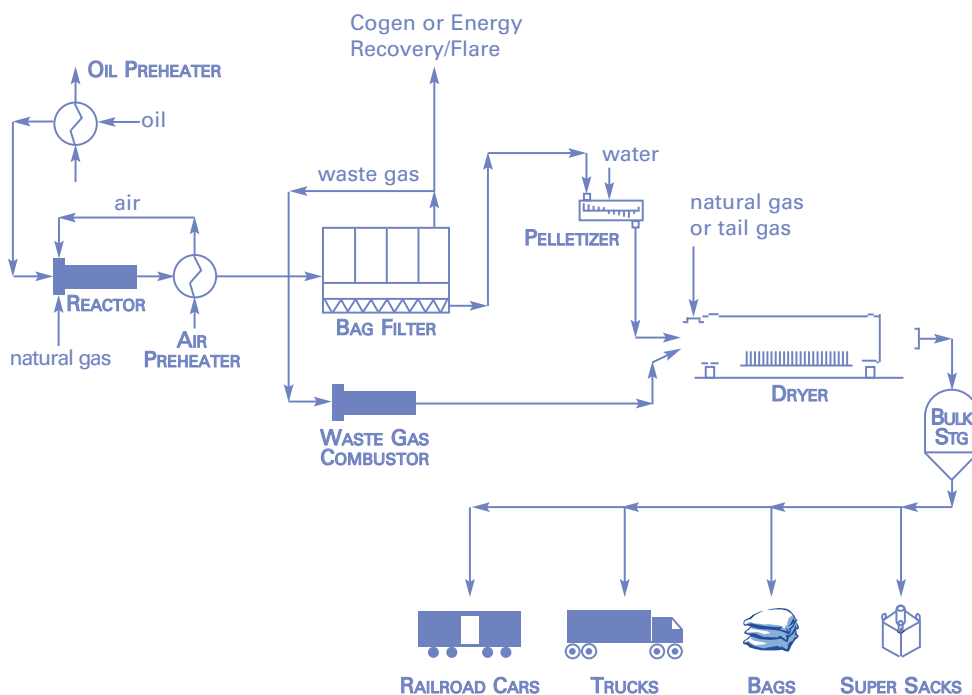 Cogen or Energy
Recovery/Flare
OIL PREHEATER
oil
waste gas
water
air
natural gas
or tail gas
PELLETIZER
REACTOR
BAG FILTER
natural gas
AIR
PREHEATER
DRYER
BULK
STG
WASTE GAS
COMBUSTOR
RAILROAD CARS
TRUCKS
BAGS
SUPER SACKS